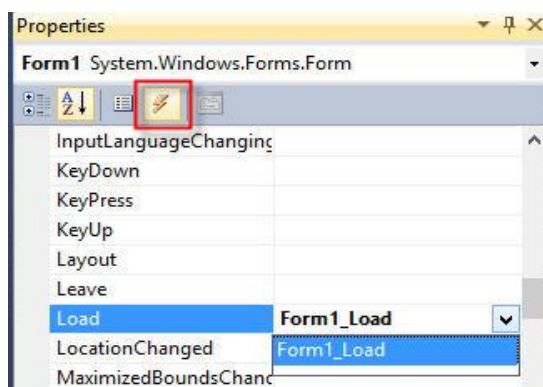 Properties
Form1 System.Windows.Forms.Form
InputLanguageChanging
KeyDown
KeyPress
KeyUp
Layout
Leave
Load Form1_Load
LocationChanged Form1_Load
MaximizedBoundsChanc